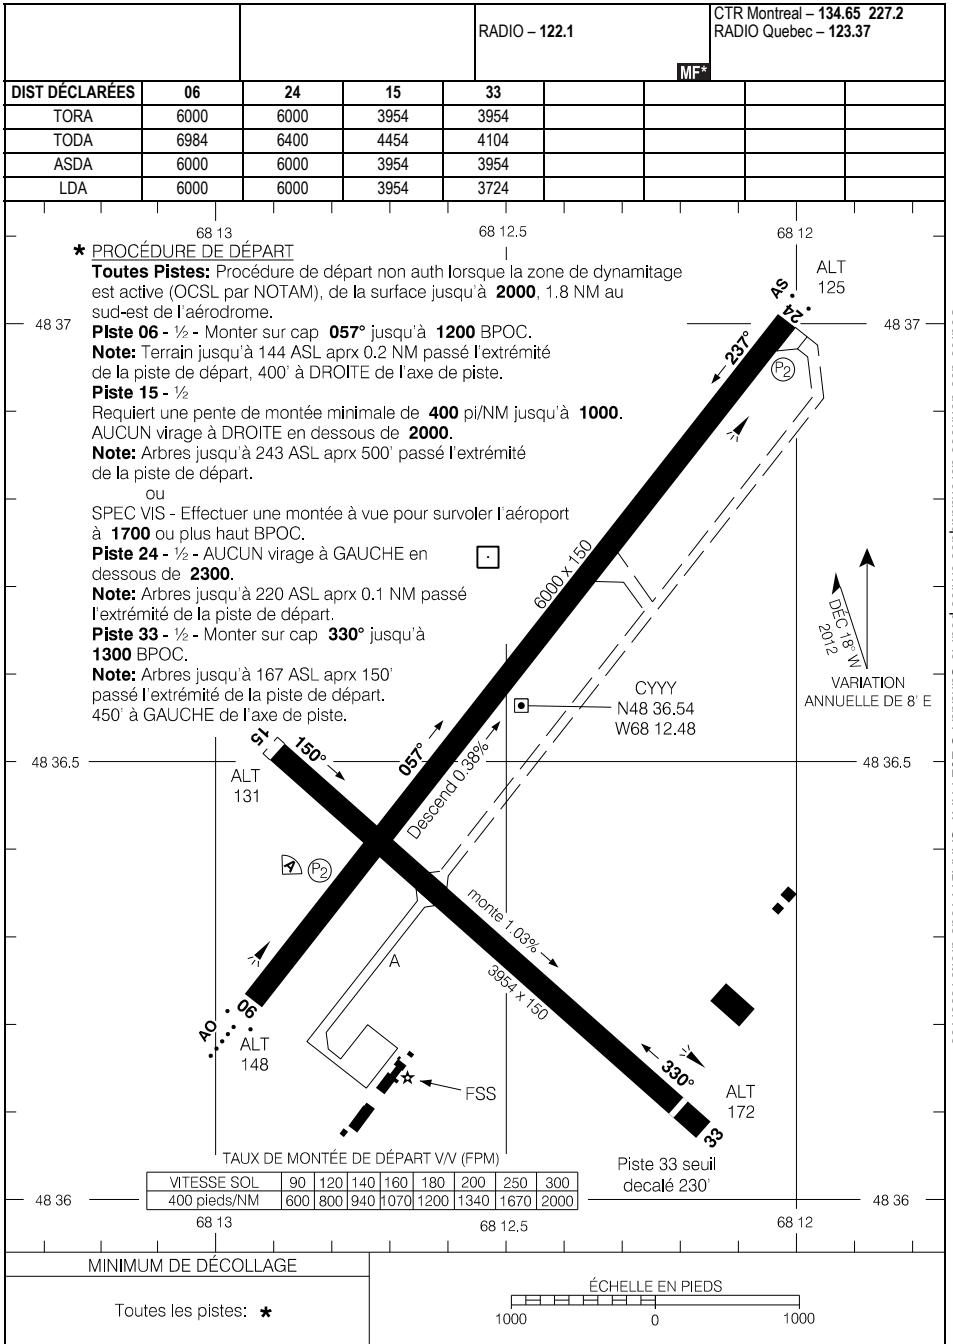 RADIO – 122.1
CTR Montreal – 134.65 227.2
RADIO Quebec – 123.37
MF*
DIST DÉCLARÉES 06 24 15 33
TORA 6000 6000 3954 3954
TODA 6984 6400 4454 4104
ASDA 6000 6000 3954 3954
LDA 6000 6000 3954 3724
68 13 68 12.5 68 12
* PROCÉDURE DE DÉPART
Toutes Pistes: Procédure de départ non auth lorsque la zone de dynamitage
est active (OCSL par NOTAM), de la surface jusqu'à 2000, 1.8 NM au
sud-est de l'aérodrome.
Piste 06 - ½ - Monter sur cap 057° jusqu'à 1200 BPOC.
Note: Terrain jusqu'à 144 ASL aprx 0.2 NM passé l'extrémité
de la piste de départ, 400' à DROITE de l'axe de piste.
Piste 15 - ½
Requiert une pente de montée minimale de 400 pi/NM jusqu'à 1000.
AUCUN virage à DROITE en dessous de 2000.
Note: Arbres jusqu'à 243 ASL aprx 500' passé l'extrémité
de la piste de départ.
ou
SPEC VIS - Effectuer une montée à vue pour survoler l'aéroport
à 1700 ou plus haut BPOC.
Piste 24 - ½ - AUCUN virage à GAUCHE en
dessous de 2300.
Note: Arbres jusqu'à 220 ASL aprx 0.1 NM passé
l'extrémité de la piste de départ.
Piste 33 - ½ - Monter sur cap 330° jusqu'à
1300 BPOC.
Note: Arbres jusqu'à 167 ASL aprx 150'
passé l'extrémité de la piste de départ.
450' à GAUCHE de l'axe de piste.
ALT
125
AS
24
48 37
48 37
237°
P2
6000 x 150
DÉC 18° W
2012
VARIATION
ANNUELLE DE 8' E
CYYY
N48 36.54
W68 12.48
15
150°
057°
Descend 0.38%
48 36.5
48 36.5
ALT
131
A
P2
monte 1.03%
3954 x 150
A
06
AO
ALT
148
FSS
330°
ALT
172
33
Piste 33 seuil
decalé 230'
TAUX DE MONTÉE DE DÉPART V/V (FPM)
VITESSE SOL 90 120 140 160 180 200 250 300
400 pieds/NM 600 800 940 1070 1200 1340 1670 2000
48 36
48 36
68 13 68 12.5 68 12
MINIMUM DE DÉCOLLAGE
Toutes les pistes: *
ÉCHELLE EN PIEDS
1000 0 1000